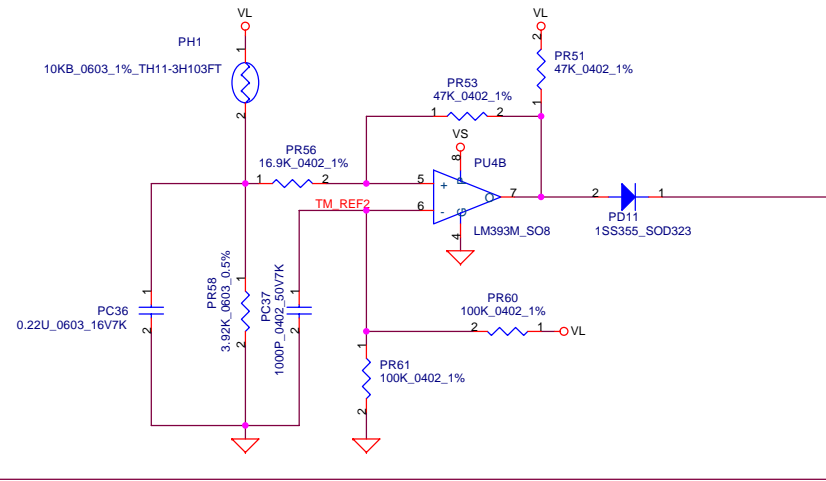 VL
PH1
10KB_0603_1%_TH11-3H103FT
1
2
VL
2
PR51
47K_0402_1%
1
PR53
47K_0402_1%
1
2
VS
8
PU4B
PR56
16.9K_0402_1%
1
2
5
+
P
6
-
G
O
7
4
LM393M_SO8
TM_REF2
2
1
PD11
1SS355_SOD323
1
2
PC36
0.22U_0603_16V7K
1
2
PR58
3.92K_0603_0.5%
1
2
PC37
1000P_0402_50V7K
PR60
100K_0402_1%
2
1
VL
1
PR61
100K_0402_1%
2